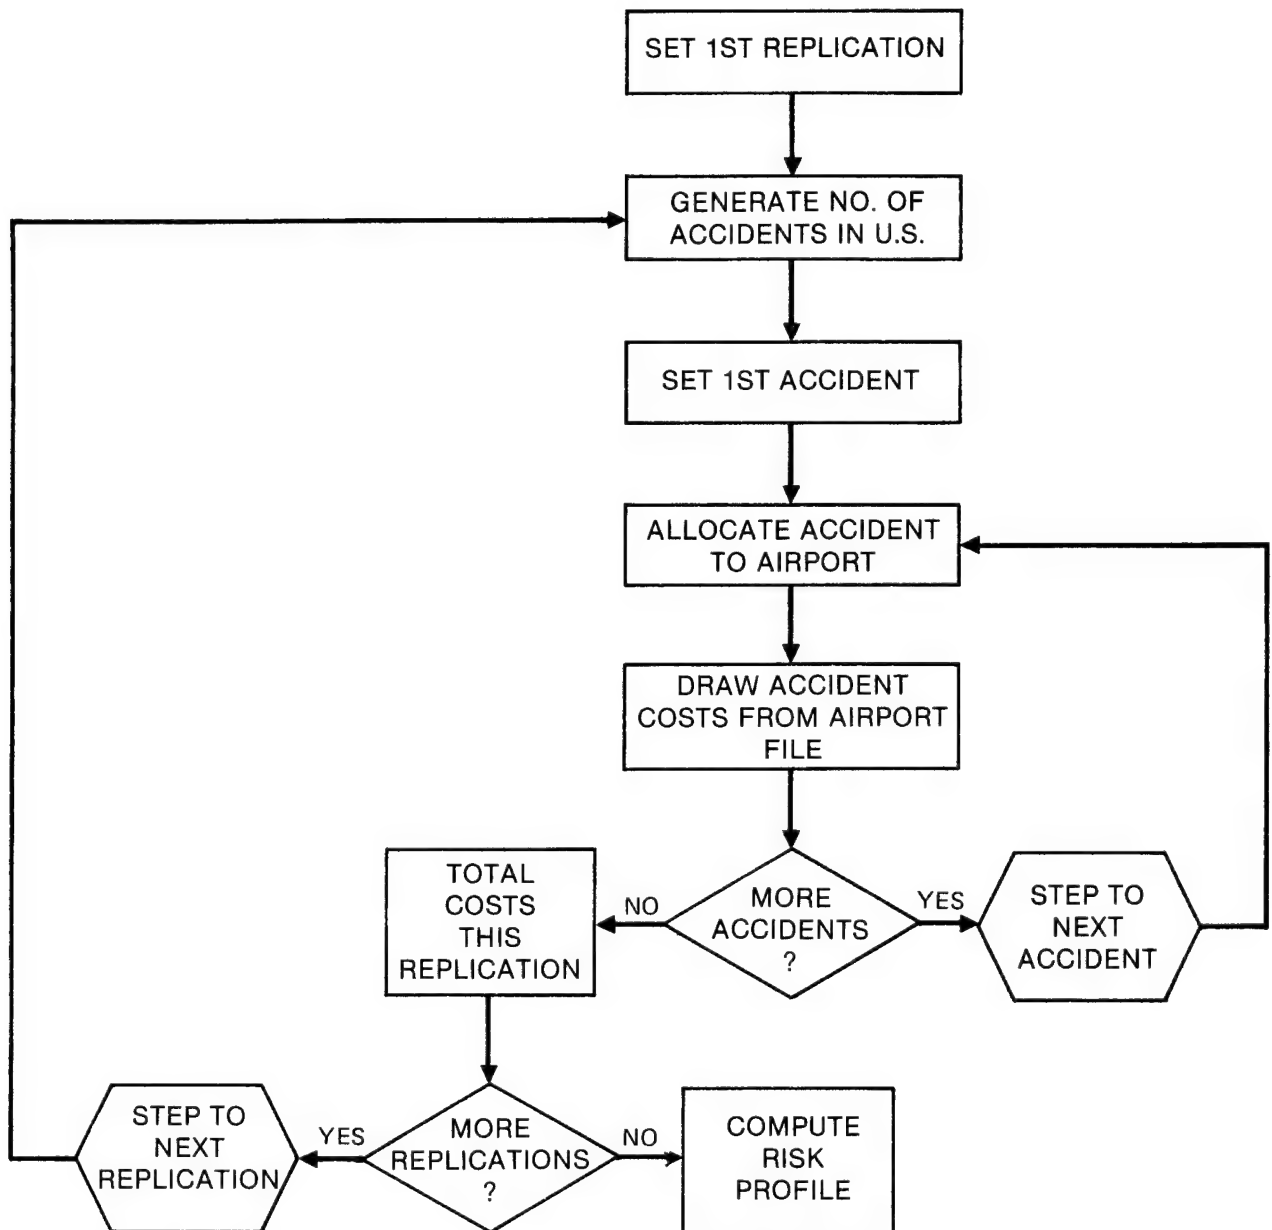 SET 1ST REPLICATION
GENERATE NO. OF
ACCIDENTS IN U.S.
SET 1ST ACCIDENT
ALLOCATE ACCIDENT
TO AIRPORT
DRAW ACCIDENT
COSTS FROM AIRPORT
FILE
TOTAL
COSTS
THIS
REPLICATION
NO
MORE
ACCIDENTS
?
YES
STEP TO
NEXT
ACCIDENT
STEP TO
NEXT
REPLICATION
YES
MORE
REPLICATIONS
?
NO
COMPUTE
RISK
PROFILE